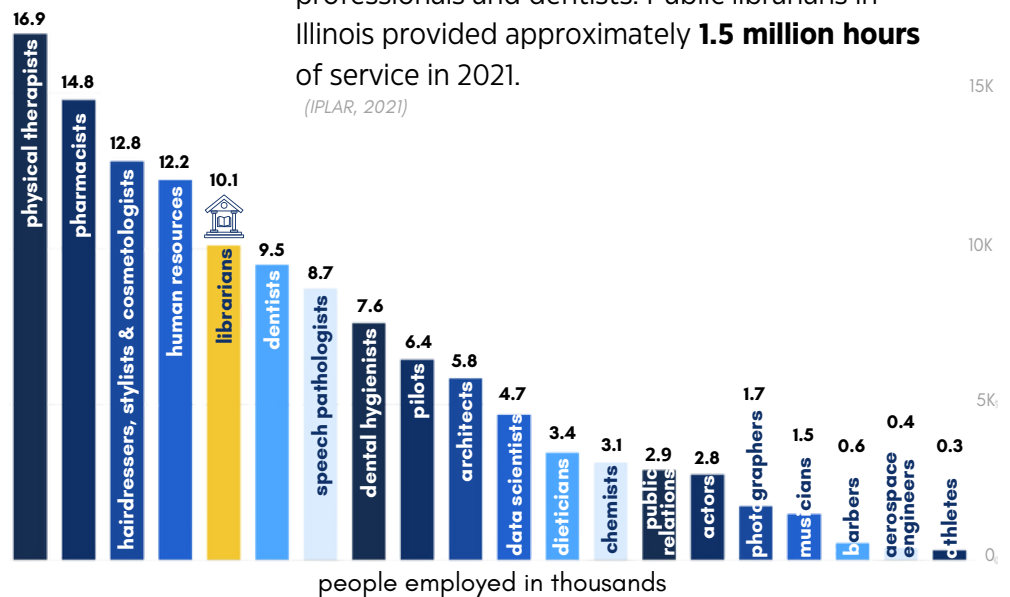 professionals and dentists. Public librarians in
Illinois provided approximately 1.5 million hours
of service in 2021.
(IPLAR, 2021)
16.9
physical therapists
14.8
pharmacists
12.8
hairdressers, stylists & cosmetologists
12.2
human resources
10.1
librarians
9.5
dentists
8.7
speech pathologists
7.6
dental hygienists
6.4
pilots
5.8
architects
4.7
data scientists
3.4
dieticians
3.1
chemists
2.9
public
relations
2.8
actors
1.7
photographers
1.5
musicians
0.6
barbers
0.4
aerospace
engineers
0.3
athletes
15K
10K
5K
0
people employed in thousands